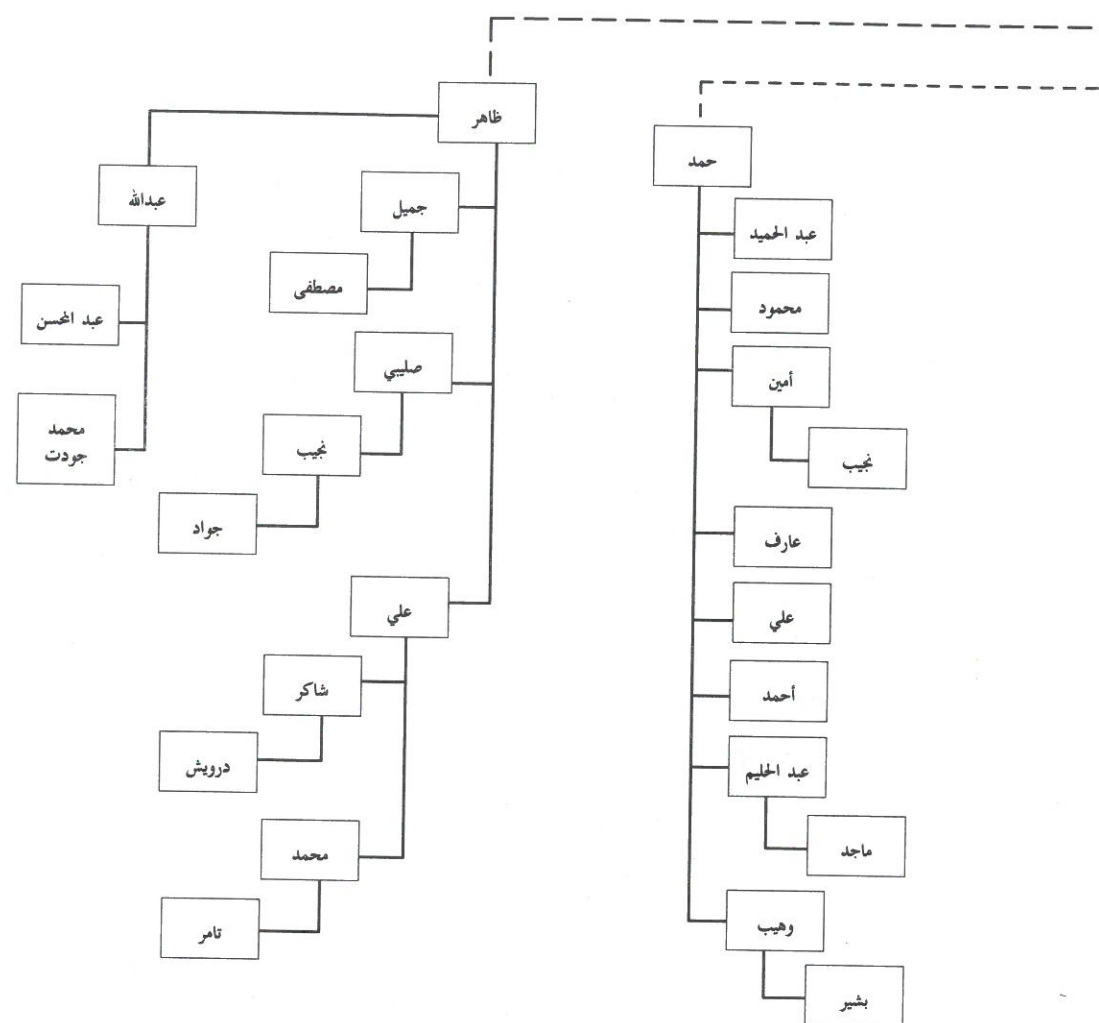 ظاهر
حمد
عبدالله
جميل
عبد الحميد
مصطفى
محمود
عبد المحسن
صليبي
أمين
محمد
جودت
نجيب
نجيب
جواد
عارف
علي
علي
شاكر
أحمد
درويش
عبد الحليم
محمد
ماجد
تامر
وهيب
بشير